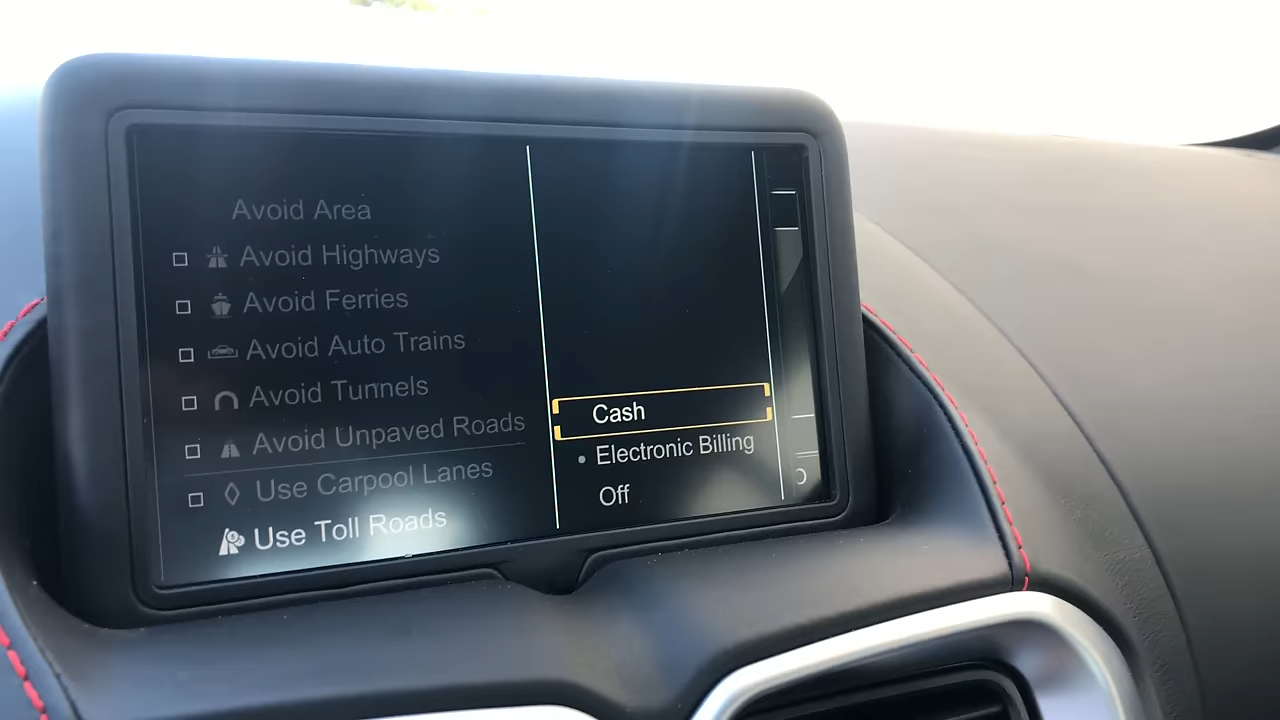 Avoid Area
Avoid Highways
Avoid Ferries
Avoid Auto Trains
Avoid Tunnels
Avoid Unpaved Roads
Use Carpool Lanes
Use Toll Roads
Cash
Electronic Billing
Off